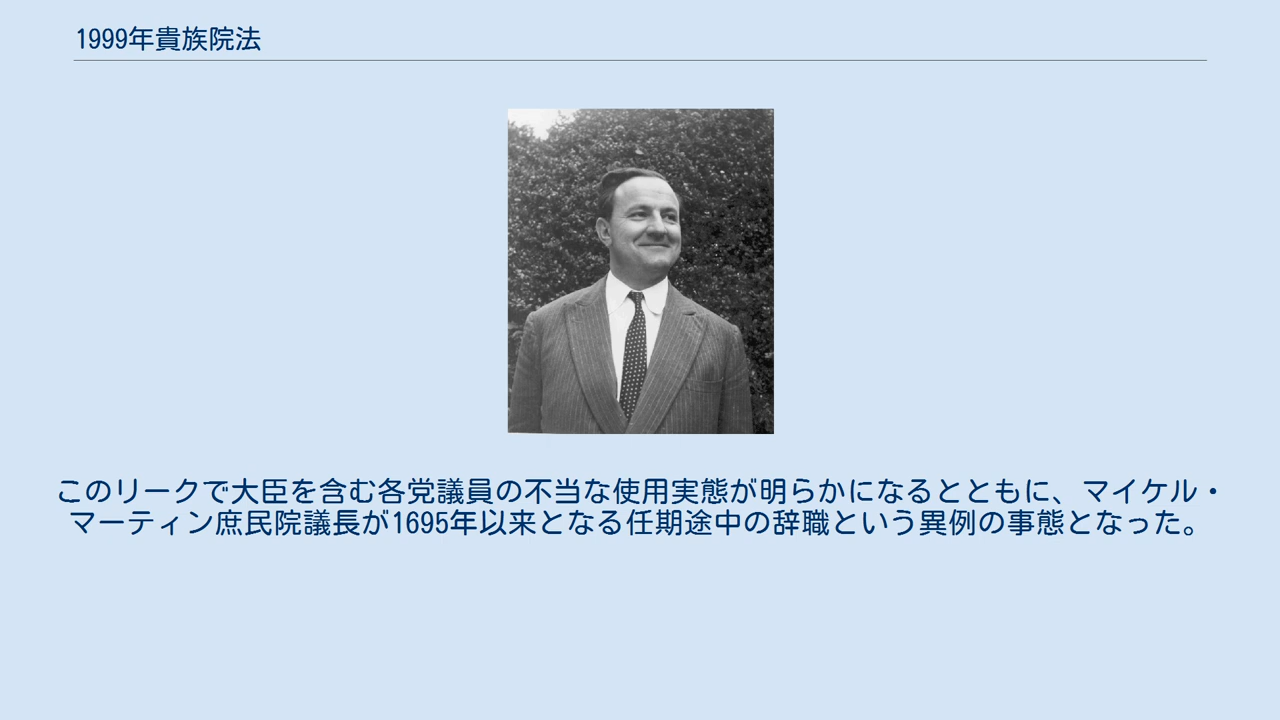 1999年貴族院法
このリークで大臣を含む各党議員の不当な使用実態が明らかになるとともに、マイケル・
マーティン庶民院議長が1695年以来となる任期途中の辞職という異例の事態となった。